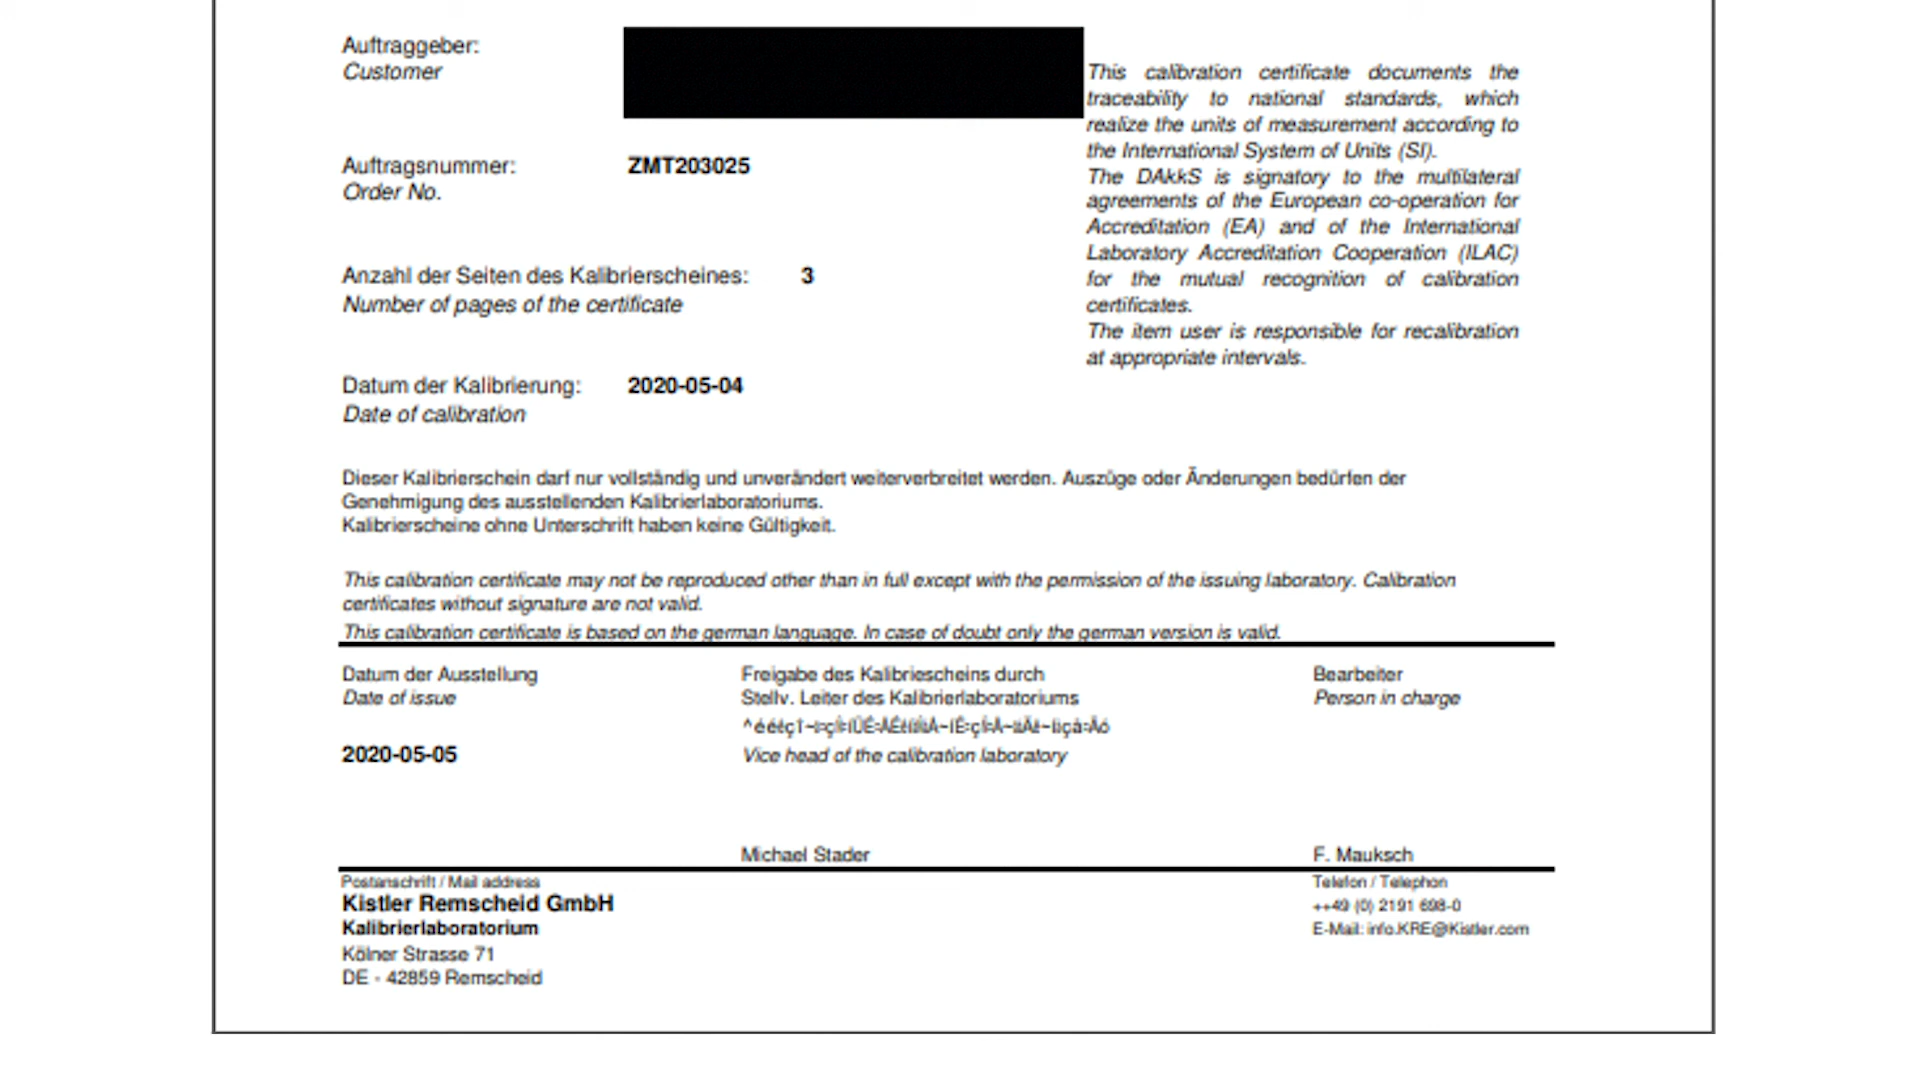 Auftraggeber:
Customer
This calibration certificate documents the
traceability to national standards, which
realize the units of measurement according to
the International System of Units (SI).
The DAkkS is signatory to the multilateral
agreements of the European co-operation for
Accreditation (EA) and of the International
Laboratory Accreditation Cooperation (ILAC)
for the mutual recognition of calibration
certificates.
The item user is responsible for recalibration
at appropriate intervals.
Auftragsnummer: ZMT203025
Order No.
Anzahl der Seiten des Kalibrierscheines: 3
Number of pages of the certificate
Datum der Kalibrierung: 2020-05-04
Date of calibration
Dieser Kalibrierschein darf nur vollständig und unverändert weiterverbreitet werden. Auszüge oder Änderungen bedürfen der
Genehmigung des ausstellenden Kalibrierlaboratoriums.
Kalibrierscheine ohne Unterschrift haben keine Gültigkeit.
This calibration certificate may not be reproduced other than in full except with the permission of the issuing laboratory. Calibration
certificates without signature are not valid.
This calibration certificate is based on the german language. In case of doubt only the german version is valid.
Datum der Ausstellung
Date of issue
2020-05-05
Freigabe des Kalibriescheins durch
Stellv. Leiter des Kalibrierlaboratoriums
Vice head of the calibration laboratory
Michael Stader
Bearbeiter
Person in charge
F. Mauksch
Postanschrift / Mail address
Kistler Remscheid GmbH
Kalibrierlaboratorium
Kölner Strasse 71
DE - 42859 Remscheid
Telefon / Telephon
++49 (0) 2191 698-0
E-Mail: info.KRE@Kistler.com